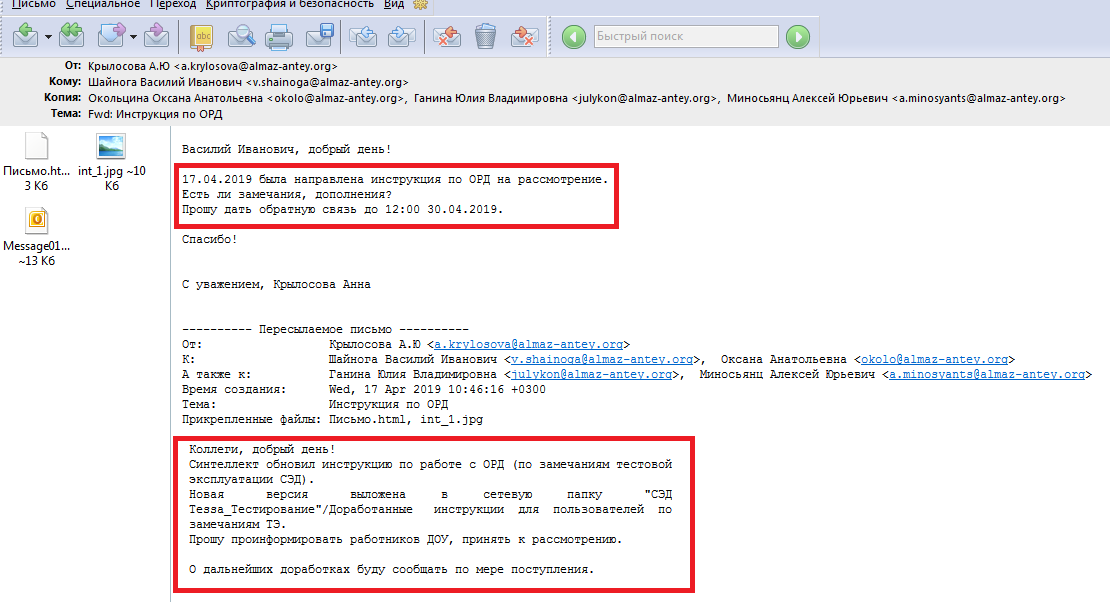 Письмо Специальное Переход Криптография и безопасность Вид
abc
Быстрый поиск
От: Крылосова А.Ю <a.krylosova@almaz-antey.org>
Кому: Шайнога Василий Иванович <v.shainoga@almaz-antey.org>
Копия: Окольцина Оксана Анатольевна <okolo@almaz-antey.org>, Ганина Юлия Владимировна <julykon@almaz-antey.org>, Миносьянц Алексей Юрьевич <a.minosyants@almaz-antey.org>
Тема: Fwd: Инструкция по ОРД
Письмо.ht...
3 Кб
int_1.jpg ~10
Кб
Message01...
~13 Кб
Василий Иванович, добрый день!
17.04.2019 была направлена инструкция по ОРД на рассмотрение.
Есть ли замечания, дополнения?
Прошу дать обратную связь до 12:00 30.04.2019.
Спасибо!
С уважением, Крылосова Анна
---------- Пересылаемое письмо ----------
От: Крылосова А.Ю <a.krylosova@almaz-antey.org>
К: Шайнога Василий Иванович <v.shainoga@almaz-antey.org>, Оксана Анатольевна <okolo@almaz-antey.org>
А также к: Ганина Юлия Владимировна <julykon@almaz-antey.org>, Миносьянц Алексей Юрьевич <a.minosyants@almaz-antey.org>
Время создания: Wed, 17 Apr 2019 10:46:16 +0300
Тема: Инструкция по ОРД
Прикрепленные файлы: Письмо.html, int_1.jpg
Коллеги, добрый день!
Синтеллект обновил инструкцию по работе с ОРД (по замечаниям тестовой
эксплуатации СЭД).
Новая версия выложена в сетевую папку "СЭД
Tessa_Тестирование"/Доработанные инструкции для пользователей по
замечаниям ТЭ.
Прошу проинформировать работников ДОУ, принять к рассмотрению.
О дальнейших доработках буду сообщать по мере поступления.